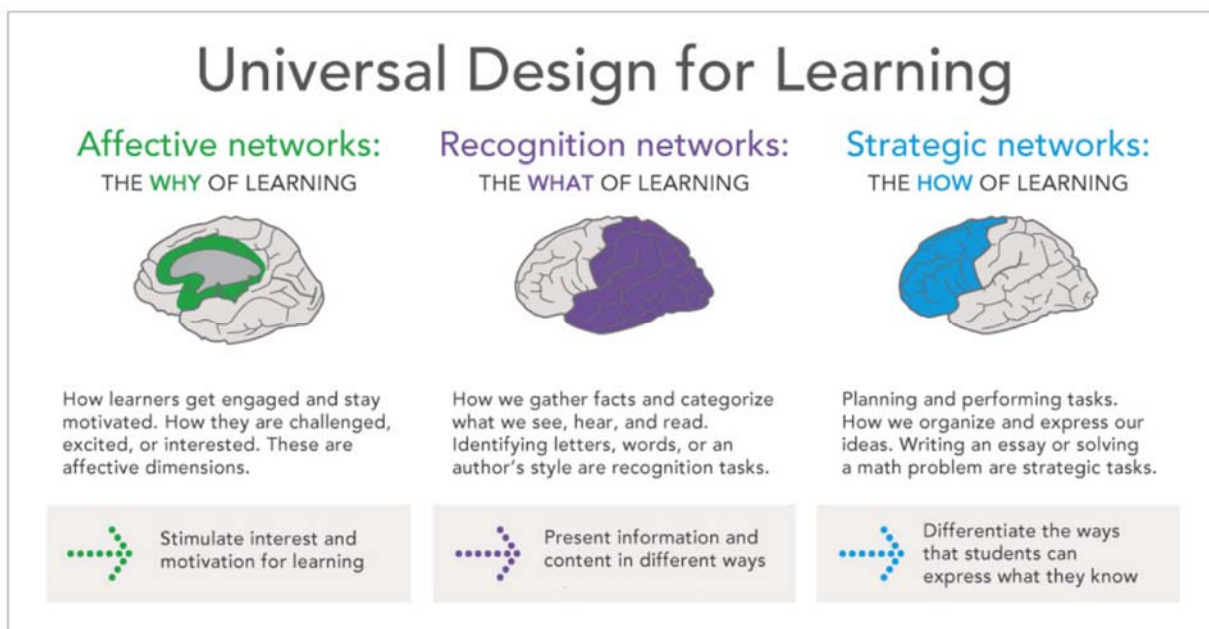 Universal Design for Learning
Affective networks:
THE WHY OF LEARNING
How learners get engaged and stay
motivated. How they are challenged,
excited, or interested. These are
affective dimensions.
Stimulate interest and
motivation for learning
Recognition networks:
THE WHAT OF LEARNING
How we gather facts and categorize
what we see, hear, and read.
Identifying letters, words, or an
author's style are recognition tasks.
Present information and
content in different ways
Strategic networks:
THE HOW OF LEARNING
Planning and performing tasks.
How we organize and express our
ideas. Writing an essay or solving
a math problem are strategic tasks.
Differentiate the ways
that students can
express what they know